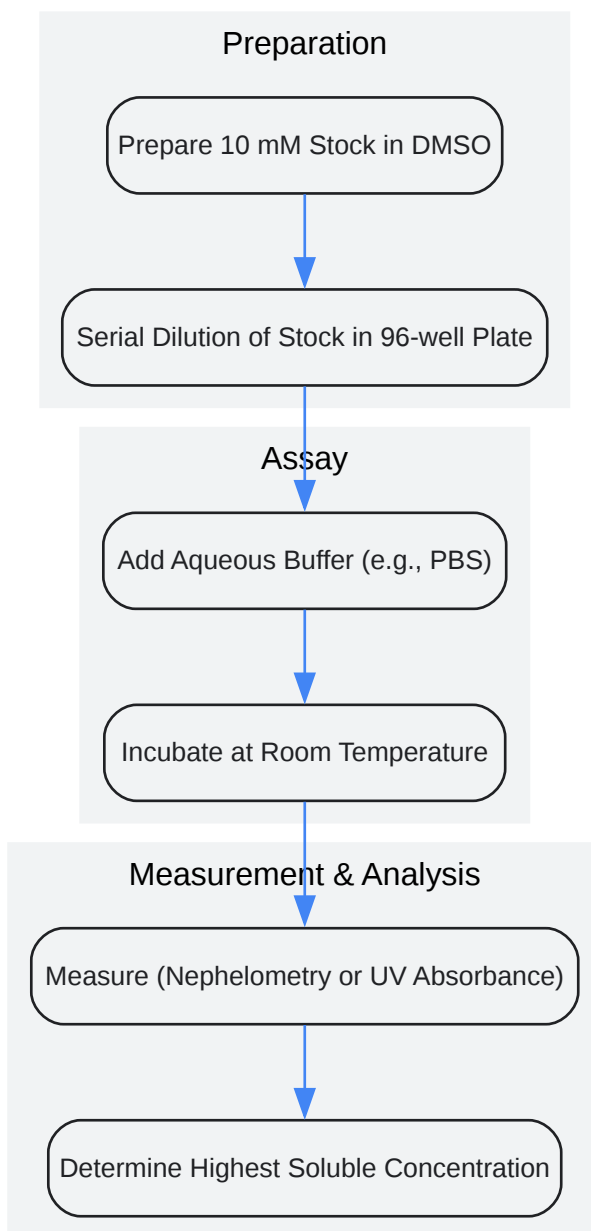 Preparation
Prepare 10 mM Stock in DMSO
Serial Dilution of Stock in 96-well Plate
Assay
Add Aqueous Buffer (e.g., PBS)
Incubate at Room Temperature
Measurement & Analysis
Measure (Nephelometry or UV Absorbance)
Determine Highest Soluble Concentration